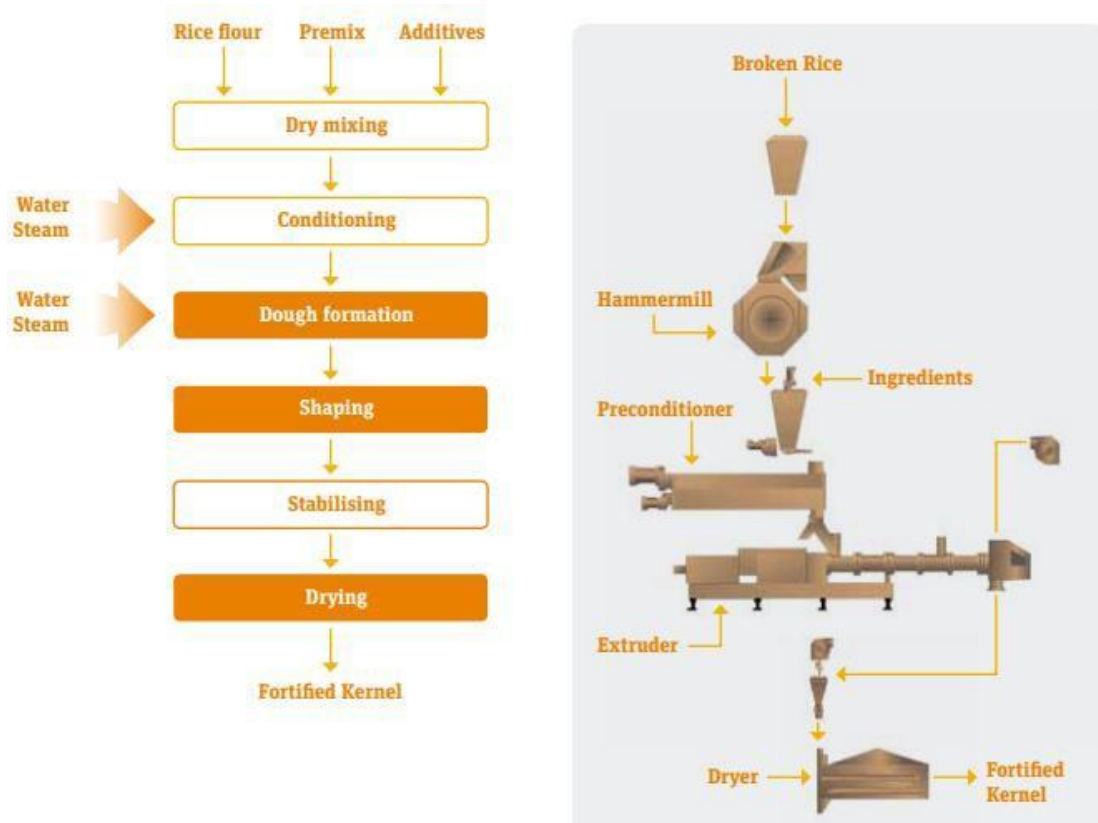 Rice flour
Premix
Additives
Dry mixing
Water
Steam
Conditioning
Water
Steam
Dough formation
Shaping
Stabilising
Drying
Fortified Kernel
Broken Rice
Hammermill
Ingredients
Preconditioner
Extruder
Dryer
Fortified
Kernel